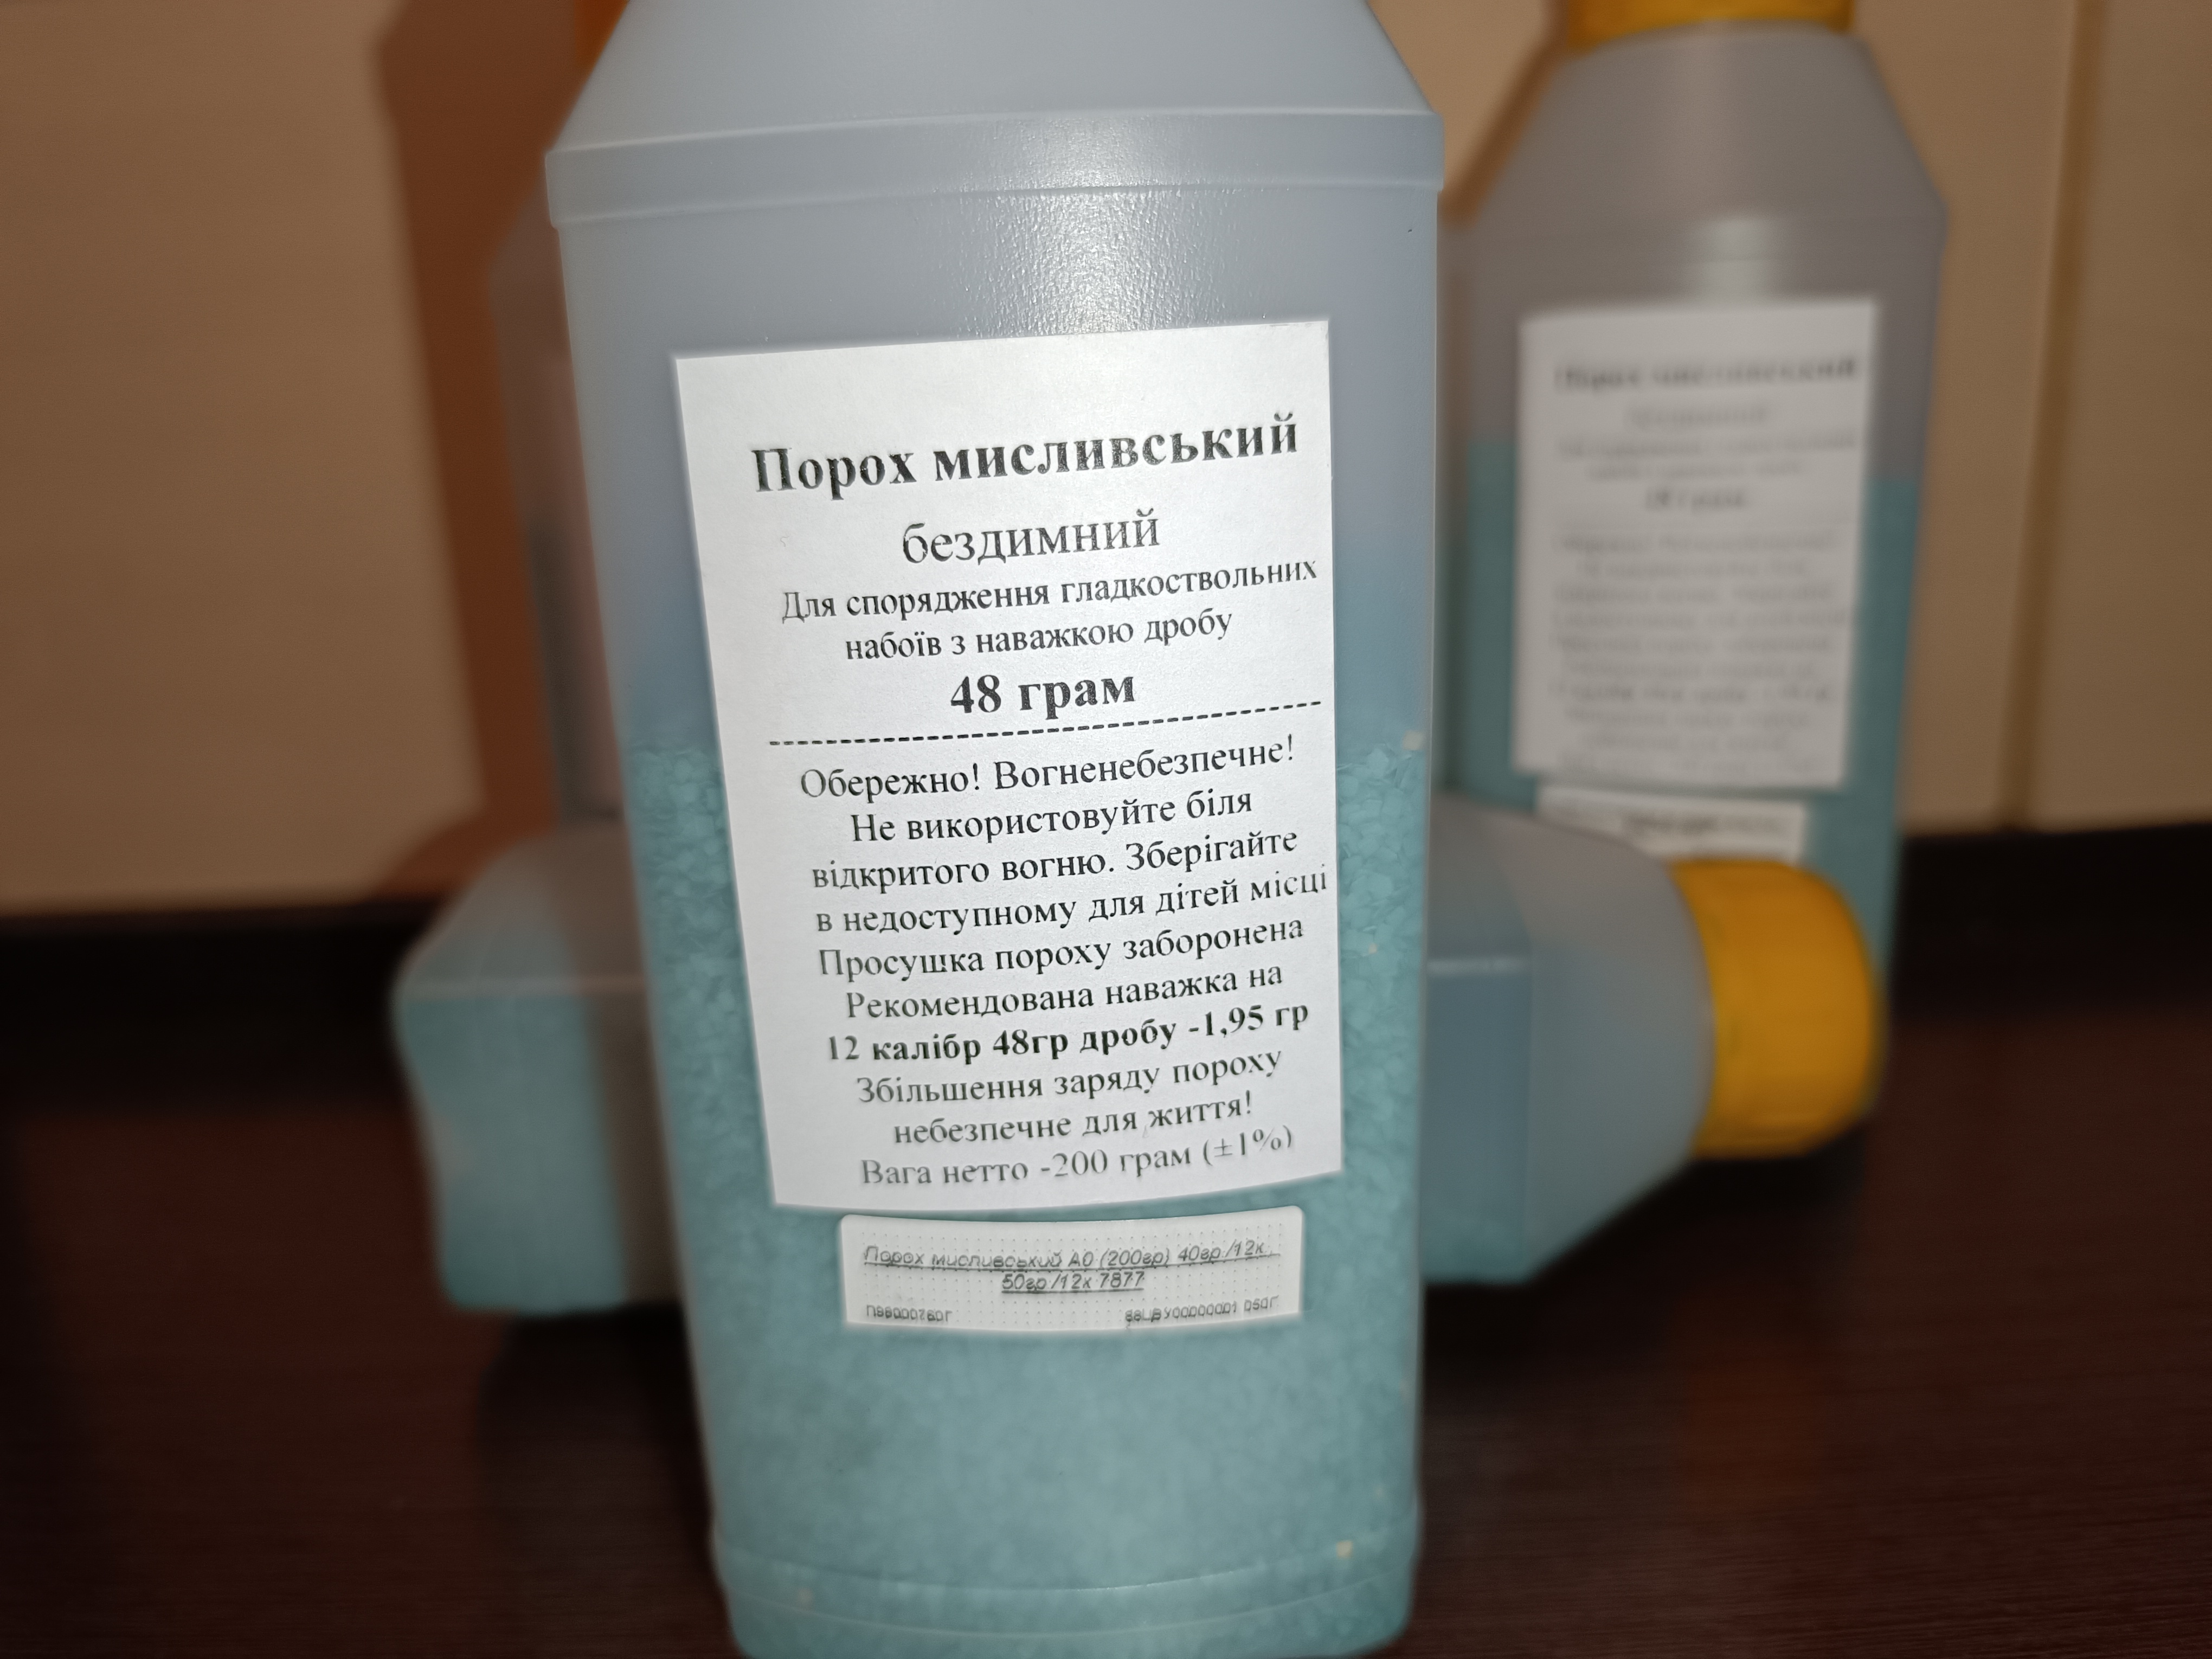 Порох мисливський
бездимний
Для спорядження гладкоствольних
набоїв з наважкою дробу
48 грам
Обережно! Вогненебезпечне!
Не використовуйте біля
відкритого вогню. Зберігайте
в недоступному для дітей місці
Просушка пороху заборонена
Рекомендована наважка на
12 калібр 48гр дробу -1,95 гр
Збільшення заряду пороху
небезпечне для життя!
Вага нетто -200 грам (±1%)
Порох мисливський А0 (200гр) 40гр./12к.
50гр./12к 7877
Порох мисливський